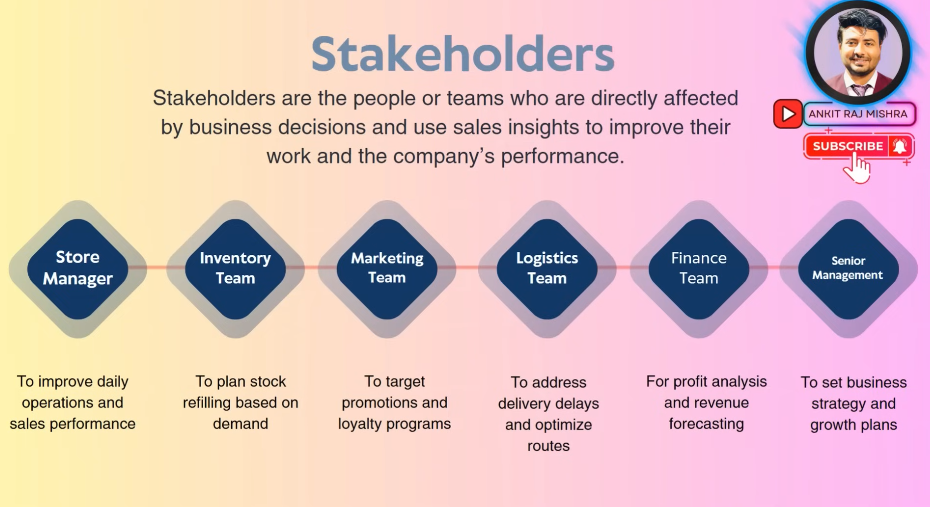 Stakeholders
Stakeholders are the people or teams who are directly affected
by business decisions and use sales insights to improve their
work and the company's performance.
ANKIT RAJ MISHRA
SUBSCRIBE
Store
Manager
Inventory
Team
Marketing
Team
Logistics
Team
Finance
Team
Senior
Management
To improve daily
operations and
sales performance
To plan stock
refilling based on
demand
To target
promotions and
loyalty programs
To address
delivery delays
and optimize
routes
For profit analysis
and revenue
forecasting
To set business
strategy and
growth plans